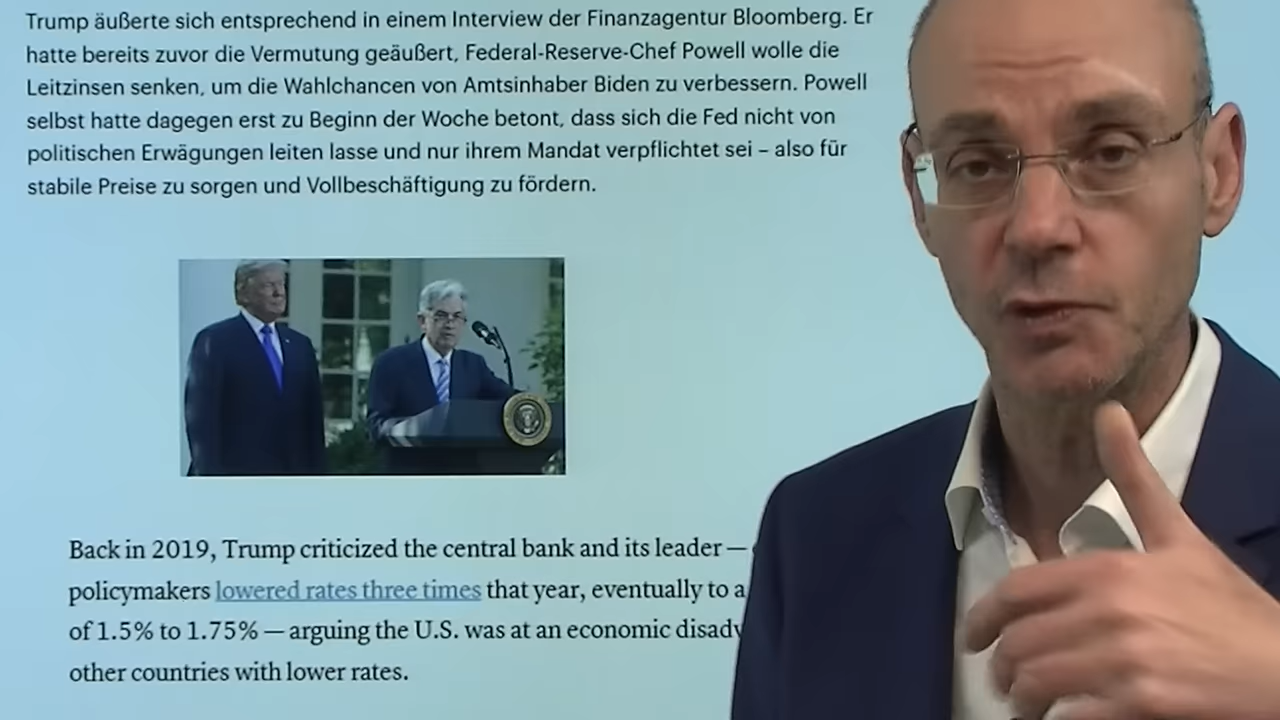 Trump äußerte sich entsprechend in einem Interview der Finanzagentur Bloomberg. Er
hatte bereits zuvor die Vermutung geäußert, Federal-Reserve-Chef Powell wolle die
Leitzinsen senken, um die Wahlchancen von Amtsinhaber Biden zu verbessern. Powell
selbst hatte dagegen erst zu Beginn der Woche betont, dass sich die Fed nicht von
politischen Erwägungen leiten lasse und nur ihrem Mandat verpflichtet sei – also für
stabile Preise zu sorgen und Vollbeschäftigung zu fördern.
Back in 2019, Trump criticized the central bank and its leader —
policymakers lowered rates three times that year, eventually to a
of 1.5% to 1.75% — arguing the U.S. was at an economic
other countries with lower rates.